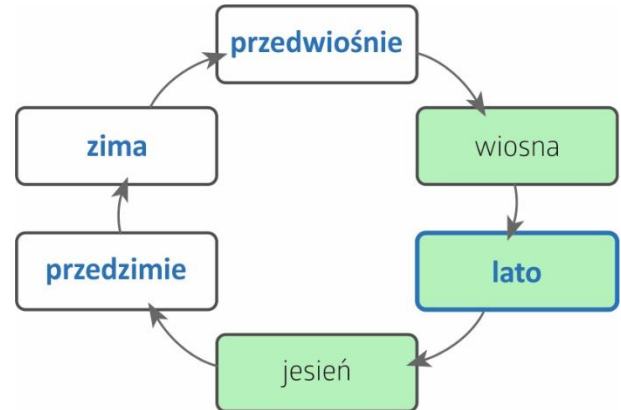 przedwiośnie
wiosna
lato
jesień
przedzimie
zima